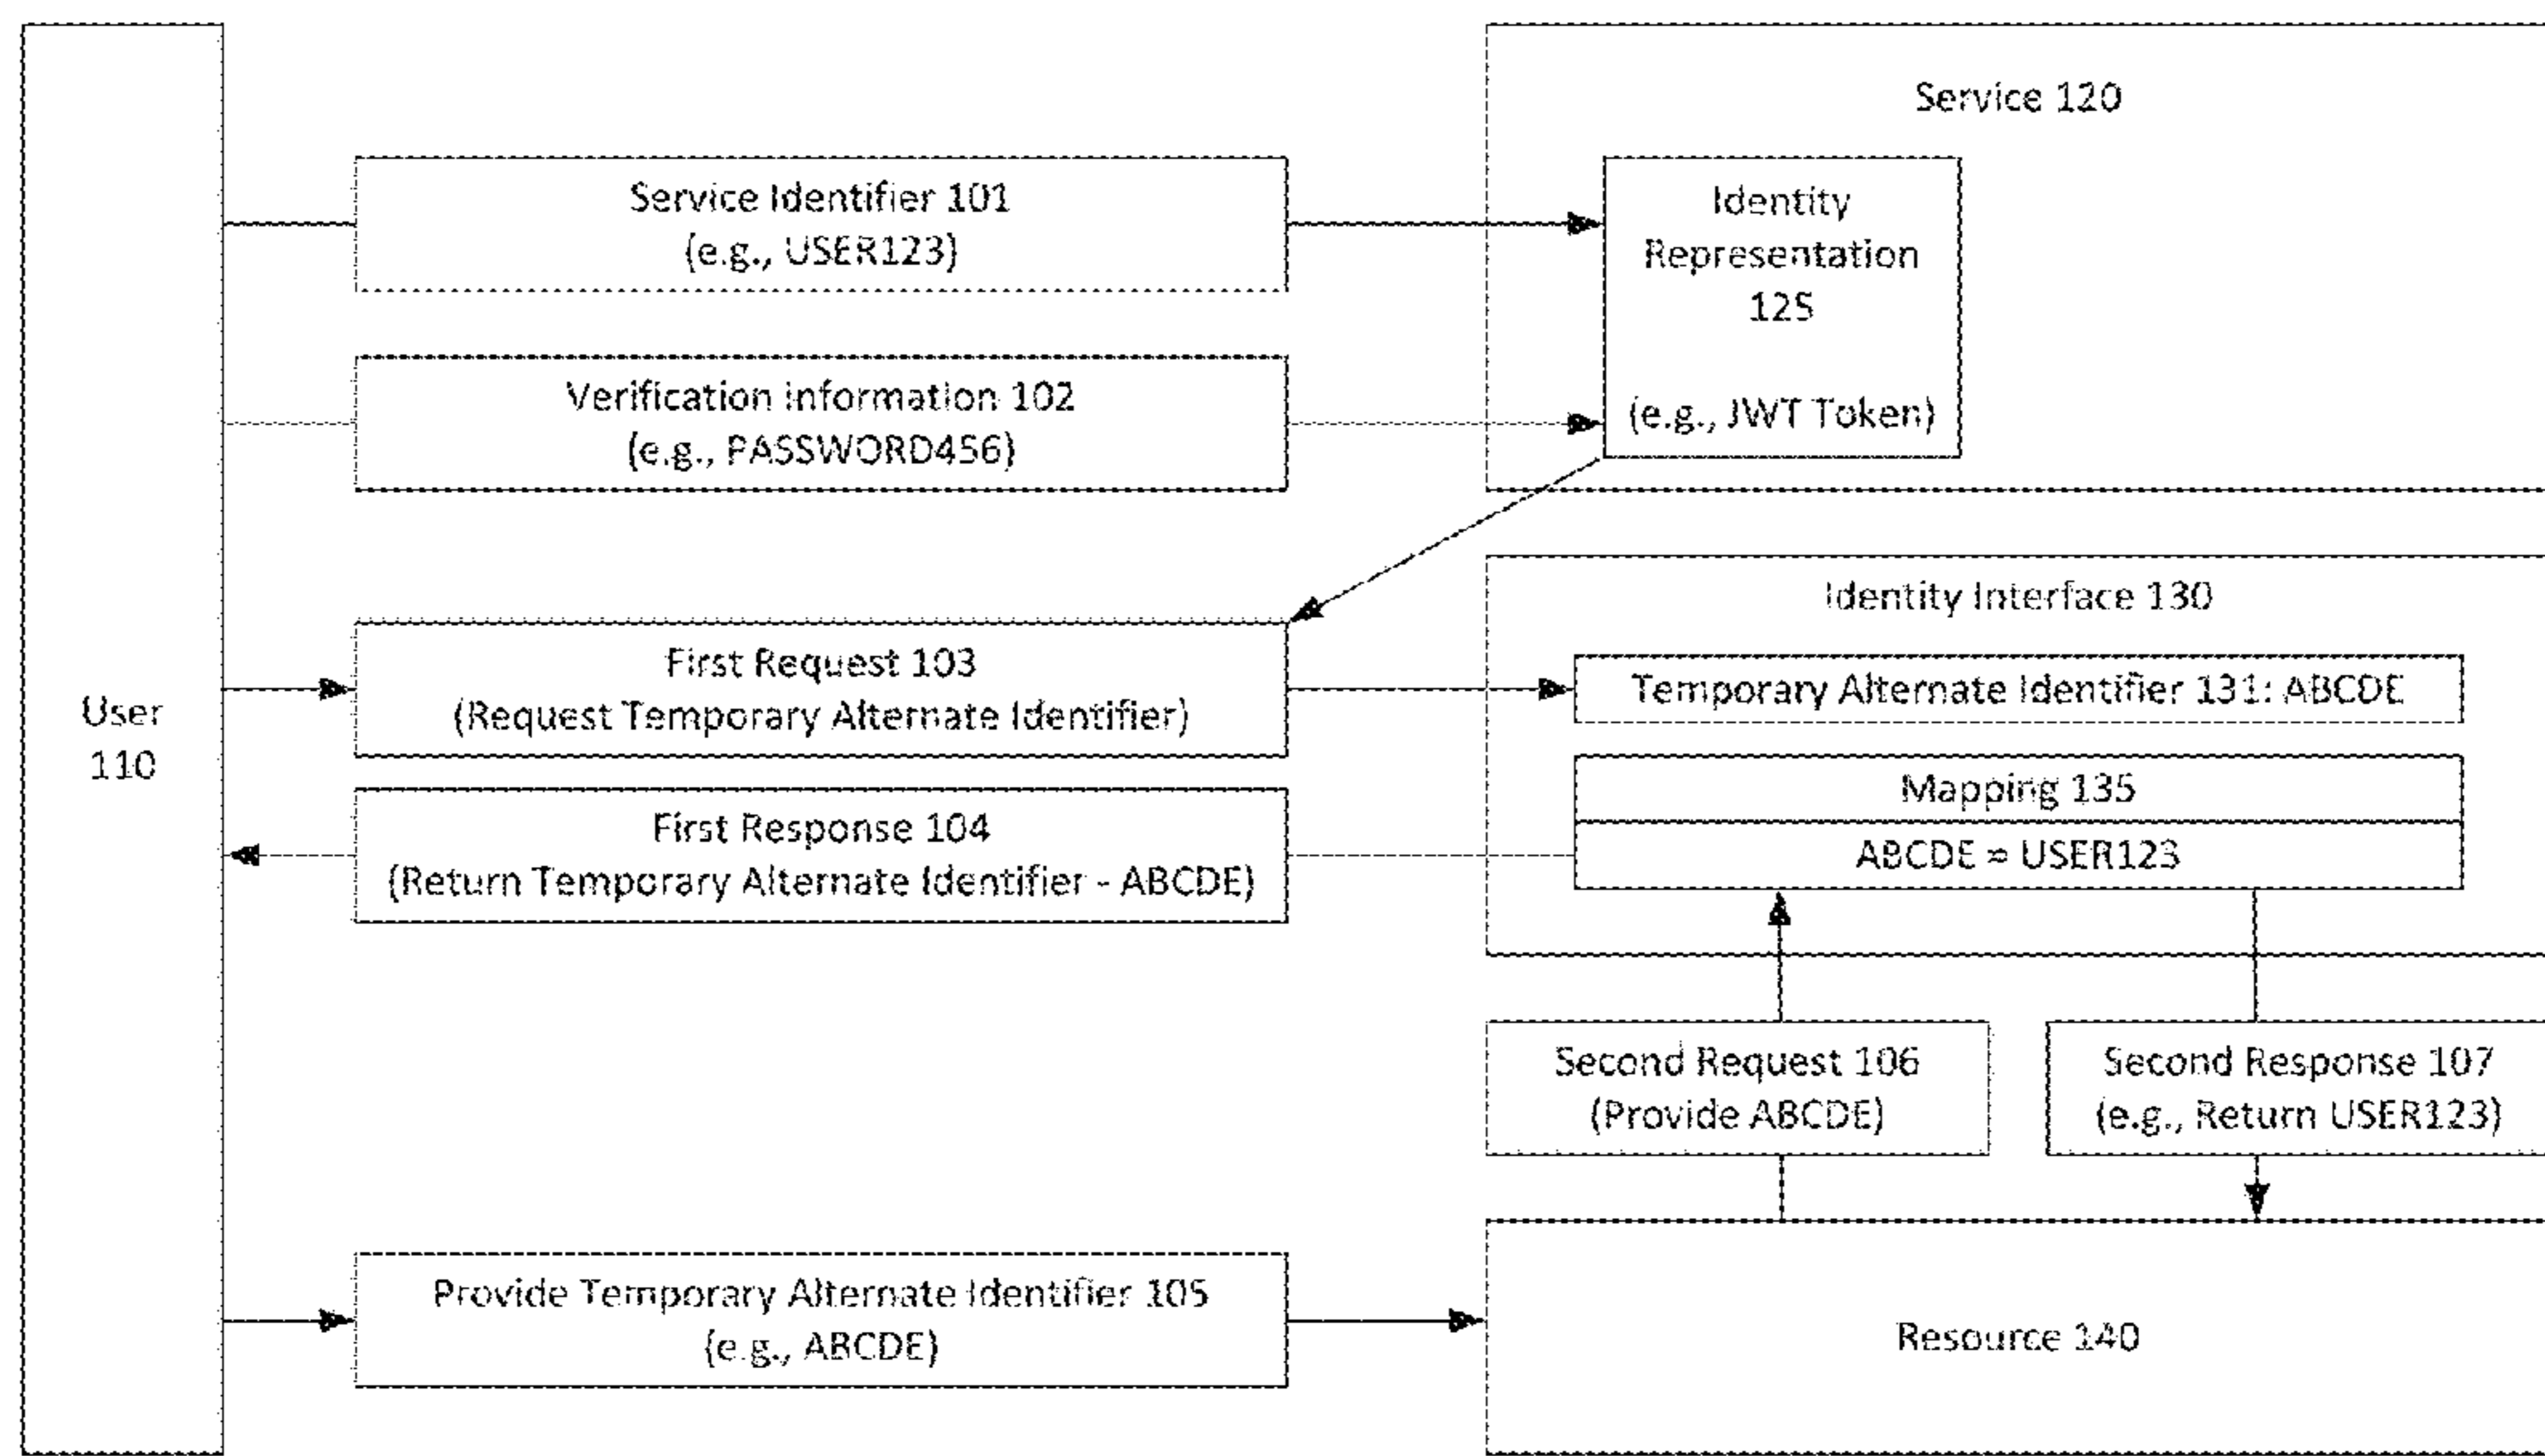 Service 120
Service Identifier 101
(e.g., USER123)
Identity
Representation
125
(e.g., JWT Token)
Verification Information 102
(e.g., PASSWORD456)
Identity Interface 130
First Request 103
(Request Temporary Alternate Identifier)
Temporary Alternate Identifier 131: ABCDE
User
110
Mapping 135
ABCDE = USER123
First Response 104
(Return Temporary Alternate Identifier - ABCDE)
Second Request 106
(Provide ABCDE)
Second Response 107
(e.g., Return USER123)
Provide Temporary Alternate Identifier 105
(e.g., ABCDE)
Resource 140